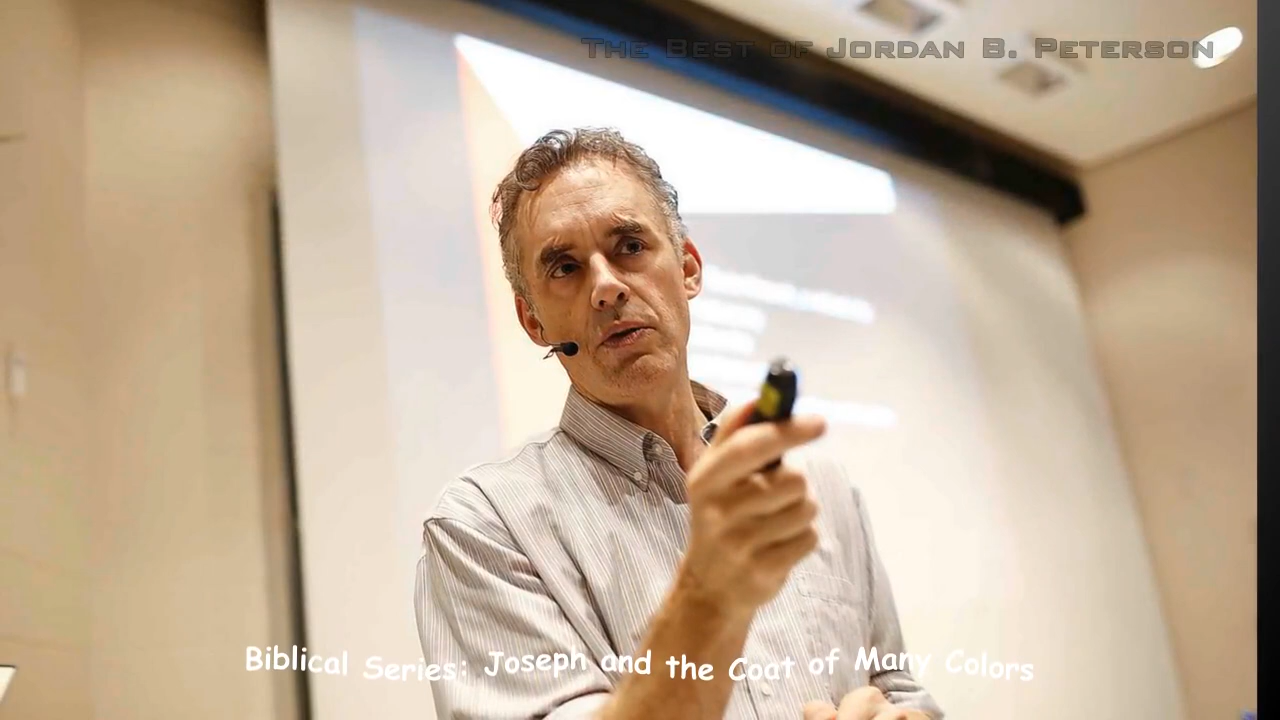 The Best of Jordan B. Peterson
Biblical Series: Joseph and the Coat of Many Colors